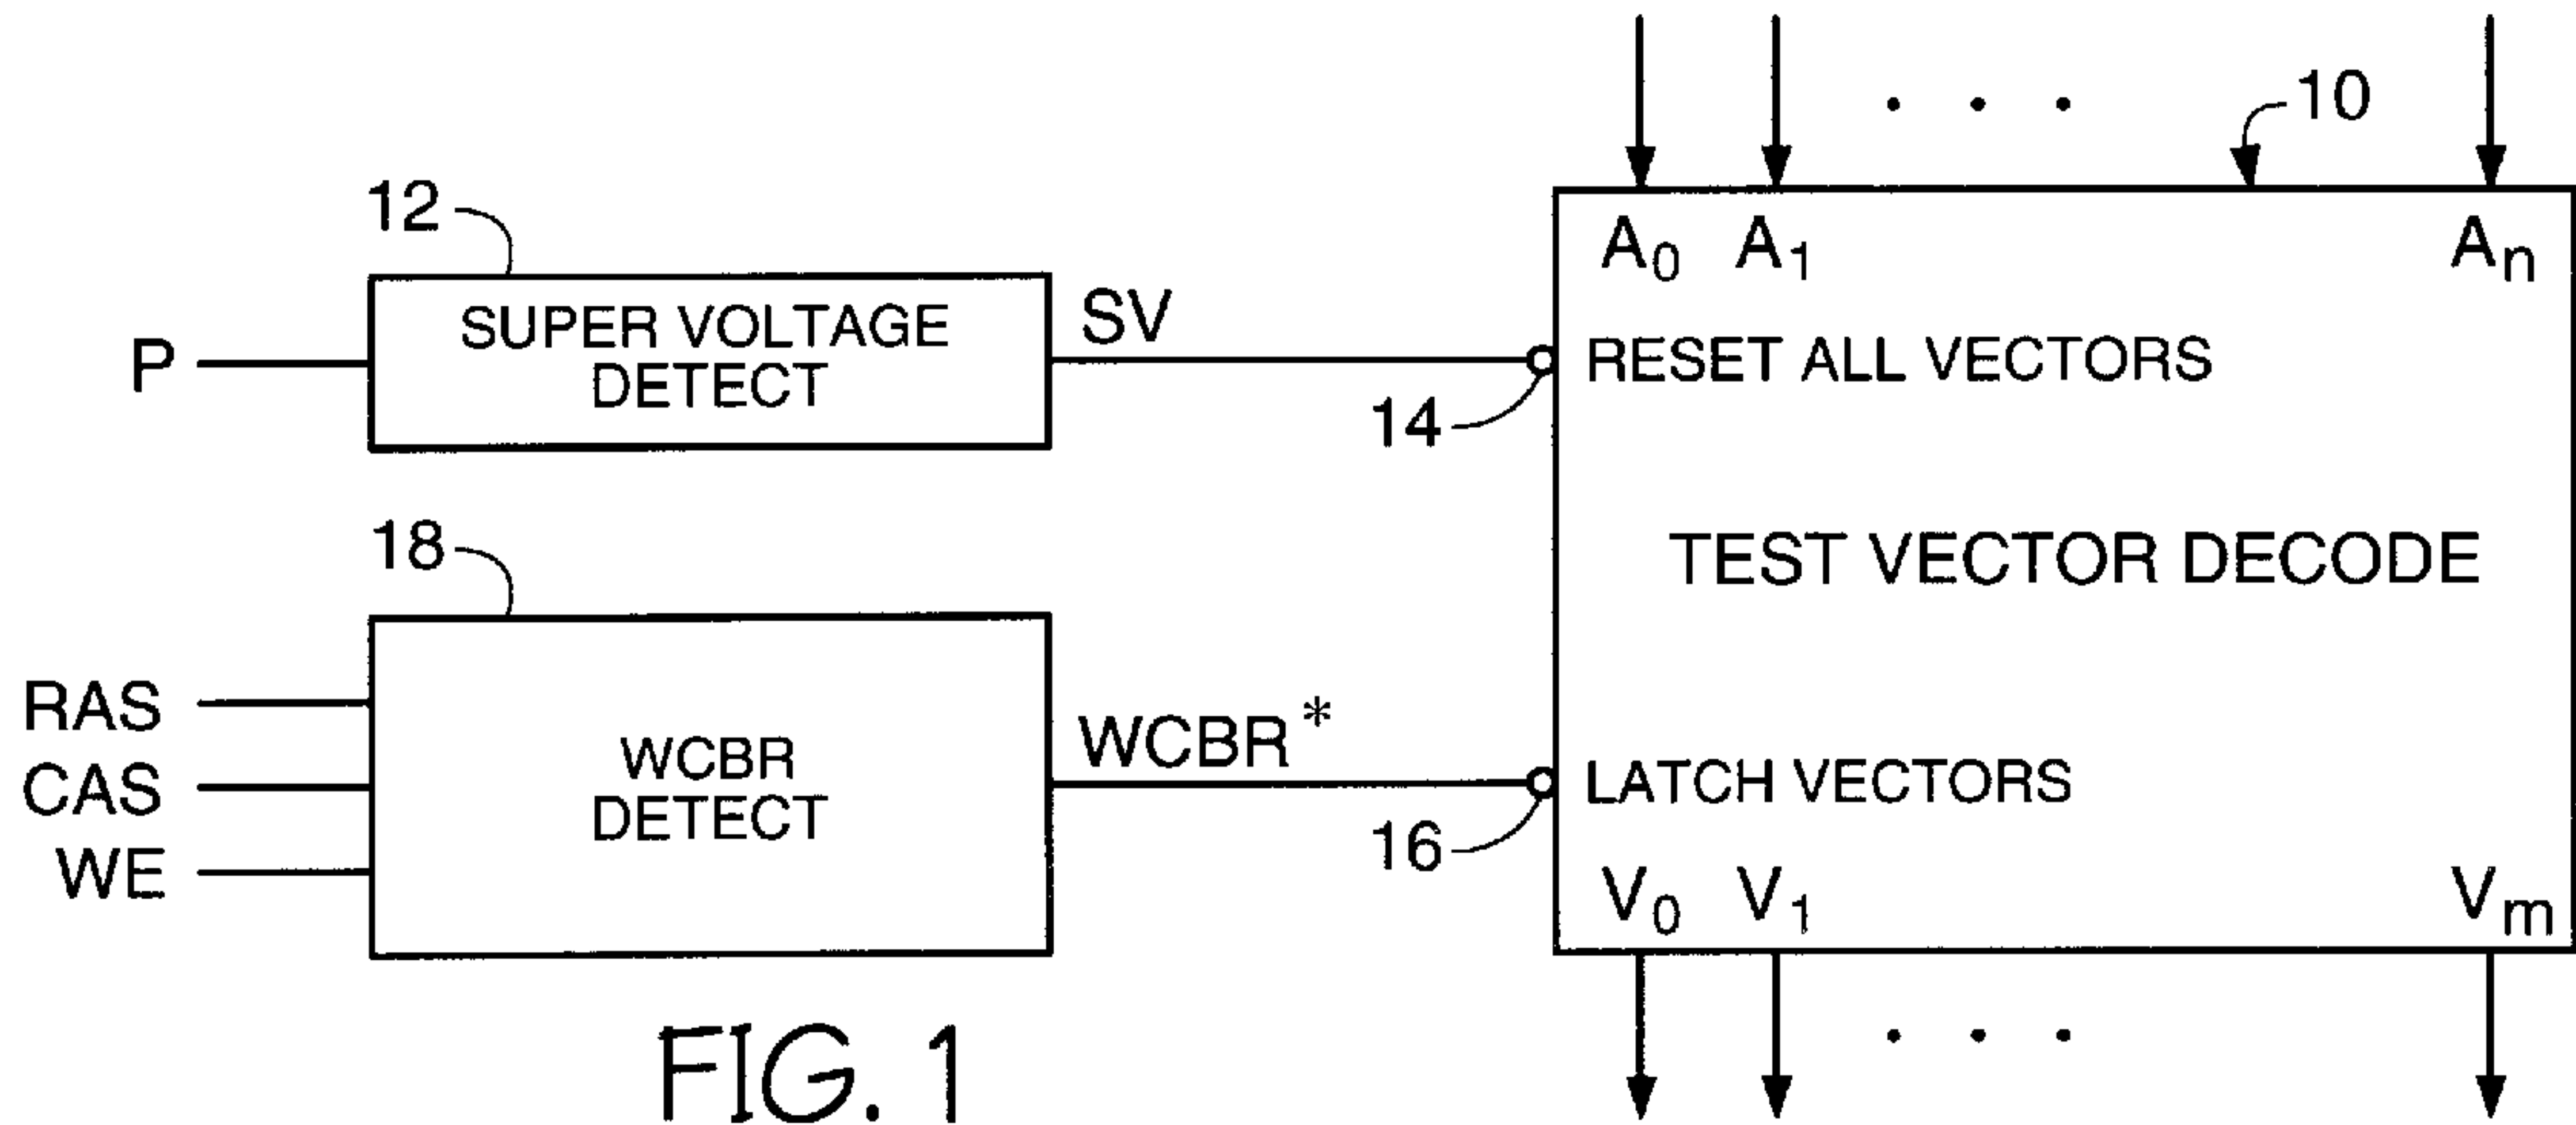 10
12
A0 A1 An
SUPER VOLTAGE
DETECT
P
SV
RESET ALL VECTORS
14
TEST VECTOR DECODE
18
RAS
CAS
WE
WCBR
DETECT
WCBR*
LATCH VECTORS
16
V0 V1 Vm
. . .
. . .
FIG. 1